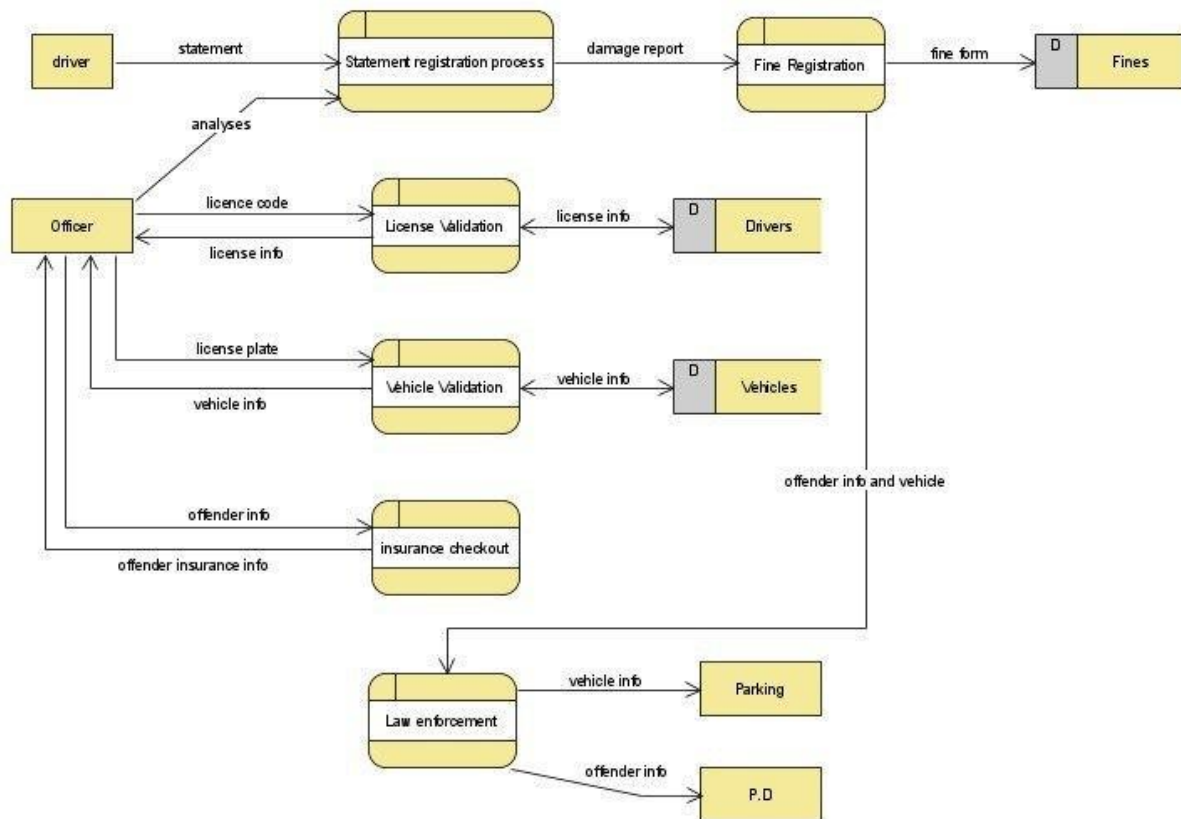 driver
statement
Statement registration process
damage report
Fine Registration
fine form
D
Fines
analyses
Officer
licence code
license info
License Validation
license info
D
Drivers
license plate
vehicle info
Vehicle Validation
vehicle info
D
Vehicles
offender info and vehicle
offender info
offender insurance info
insurance checkout
Law enforcement
vehicle info
Parking
offender info
P.D